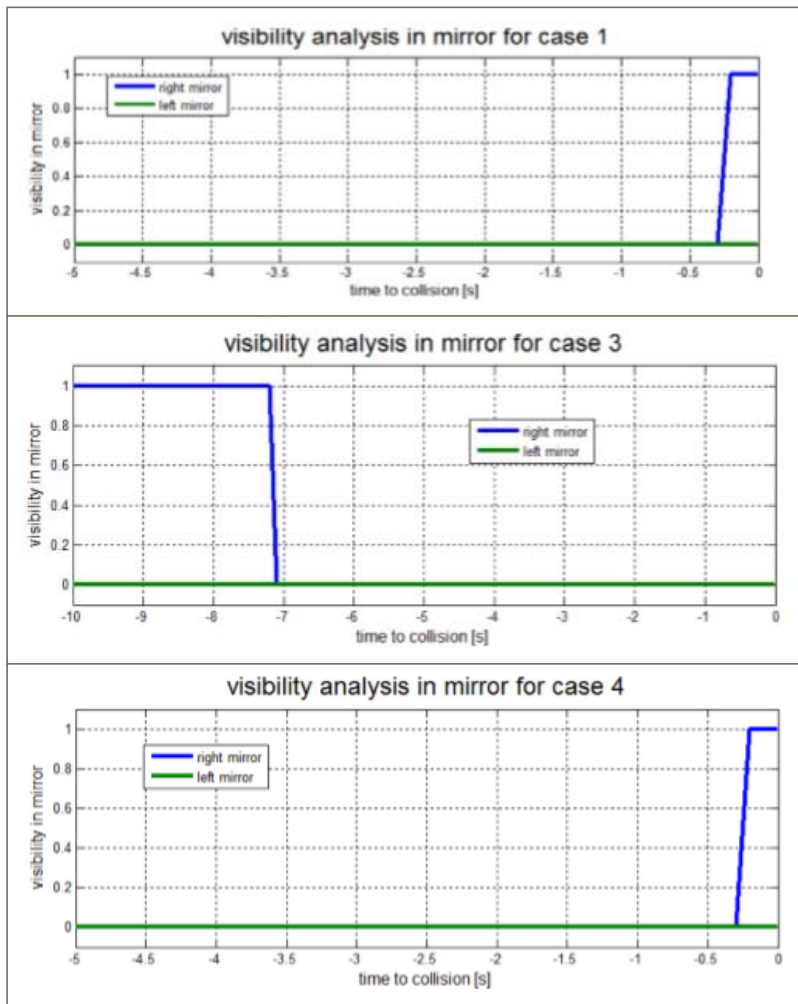 visibility analysis in mirror for case 1
visibility in mirror
1
0.8
0.6
0.4
0.2
0
right mirror
left mirror
-5 -4.5 -4 -3.5 -3 -2.5 -2 -1.5 -1 -0.5 0
time to collision [s]
visibility analysis in mirror for case 3
visibility in mirror
1
0.8
0.6
0.4
0.2
0
right mirror
left mirror
-10 -9 -8 -7 -6 -5 -4 -3 -2 -1 0
time to collision [s]
visibility analysis in mirror for case 4
visibility in mirror
1
0.8
0.6
0.4
0.2
0
right mirror
left mirror
-5 -4.5 -4 -3.5 -3 -2.5 -2 -1.5 -1 -0.5 0
time to collision [s]